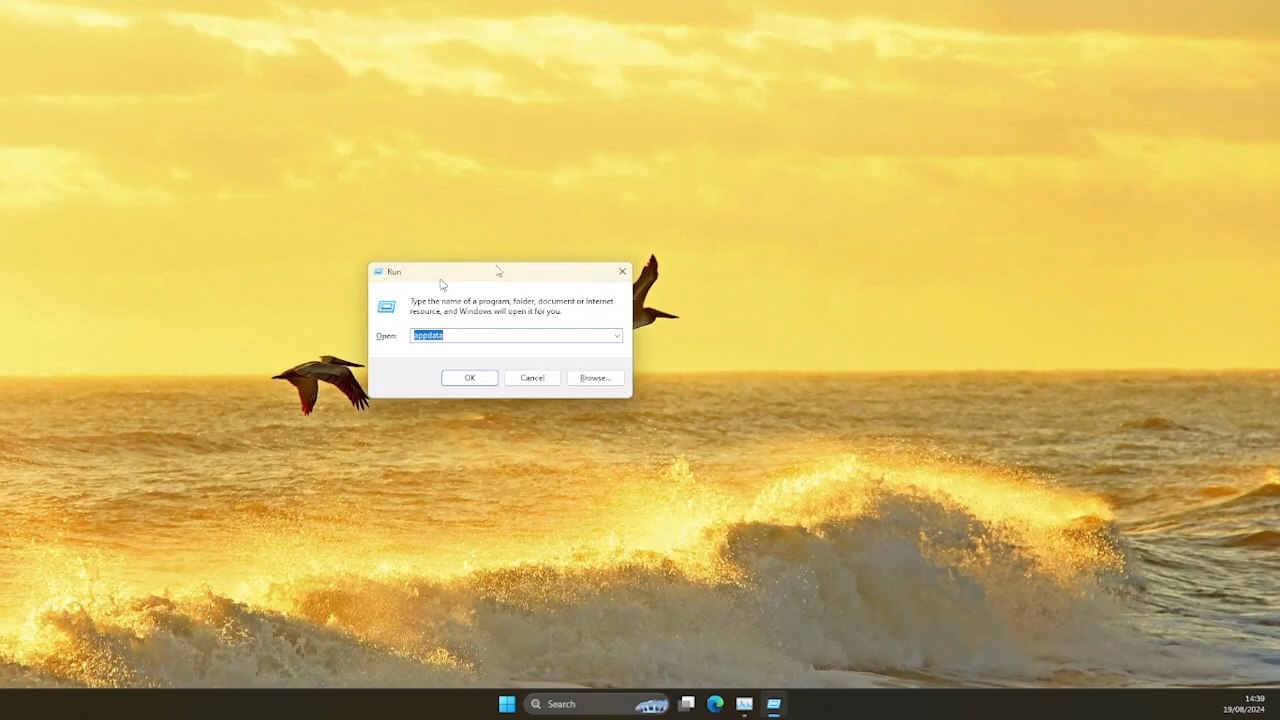 Run
Type the name of a program, folder, document or Internet
resource, and Windows will open it for you.
Open:
appdata
OK
Cancel
Browse...
Search
14:39
19/08/2024